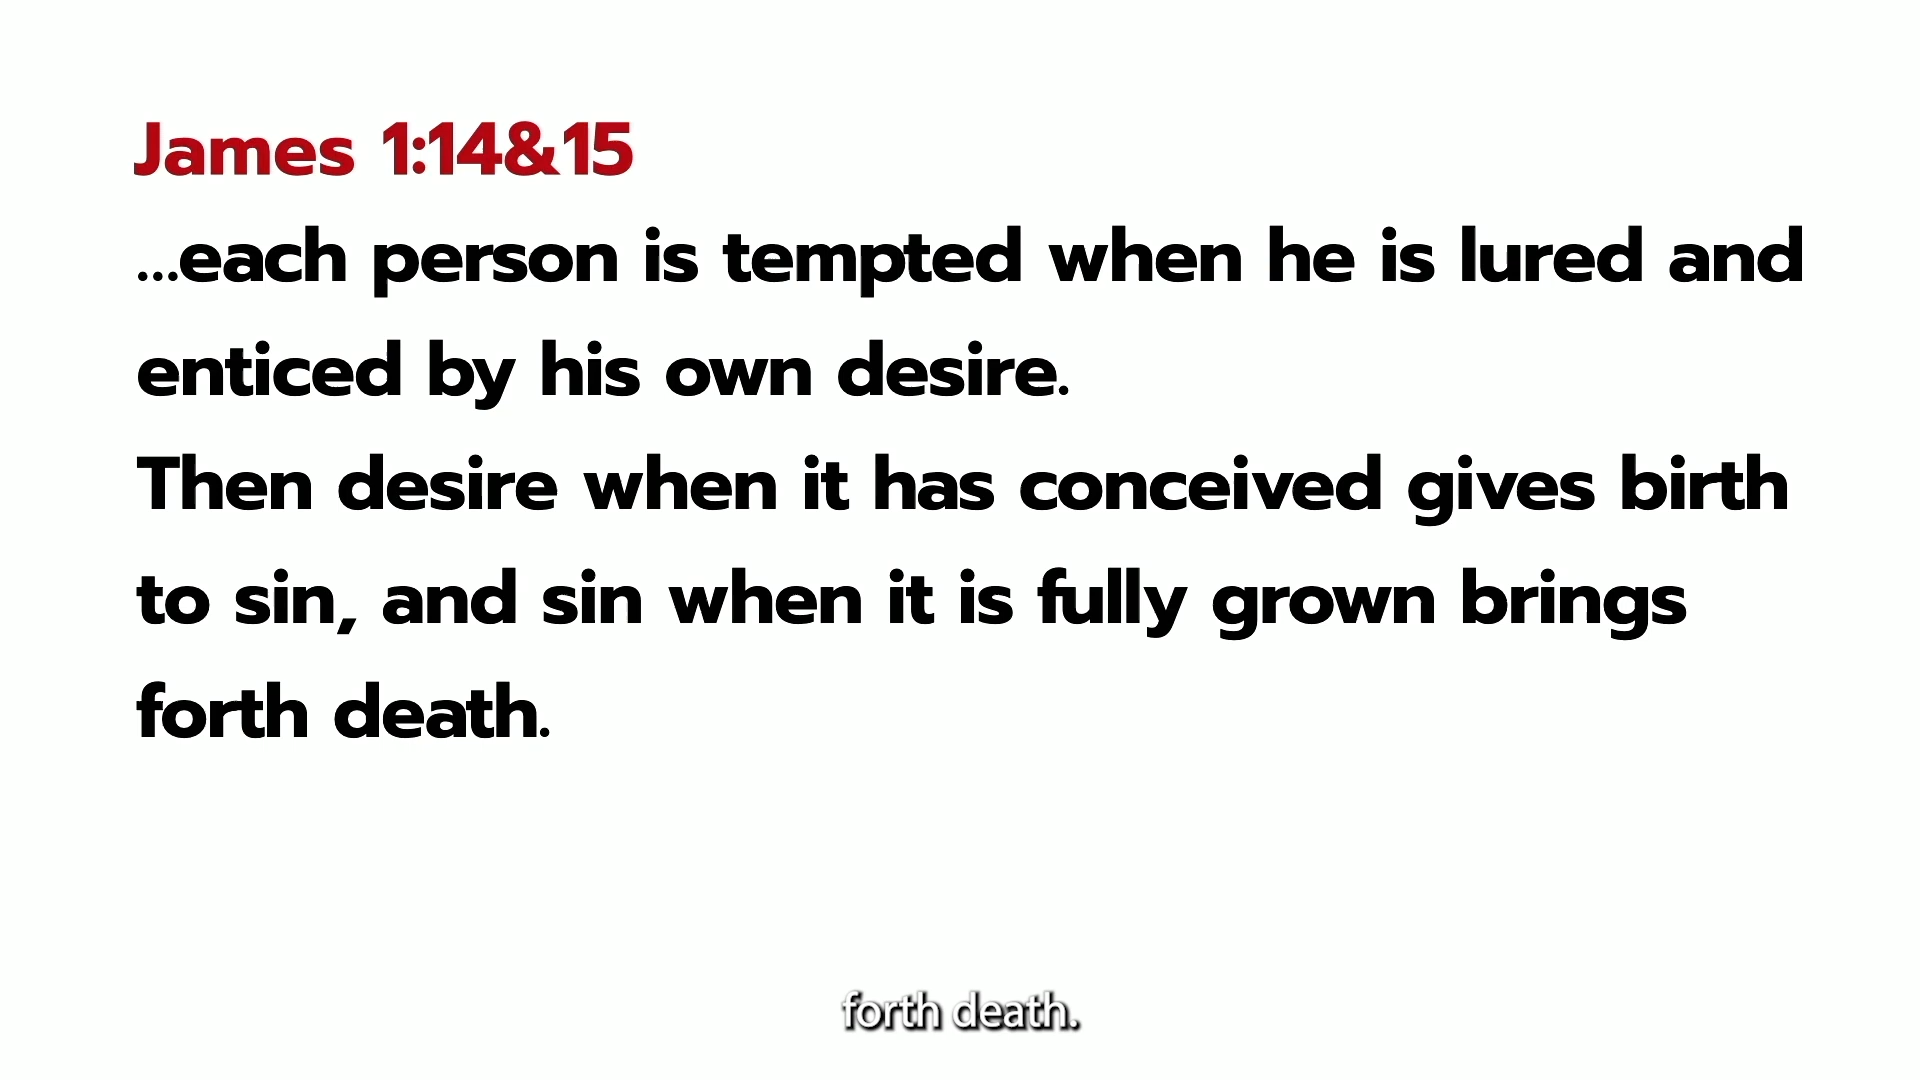 James 1:14&15
...each person is tempted when he is lured and
enticed by his own desire.
Then desire when it has conceived gives birth
to sin, and sin when it is fully grown brings
forth death.
forth death.